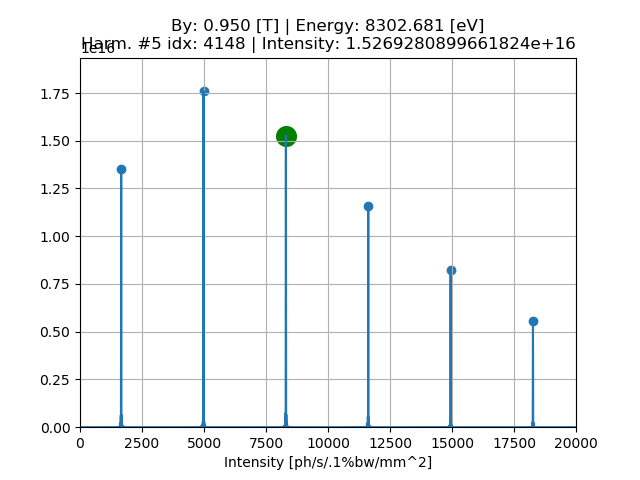 By: 0.950 [T] | Energy: 8302.681 [eV]
Harm. #5 idx: 4148 | Intensity: 1.5269280899661824e+16
1e16
1.75
1.50
1.25
1.00
0.75
0.50
0.25
0.00
0 2500 5000 7500 10000 12500 15000 17500 20000
Intensity [ph/s/.1%bw/mm^2]